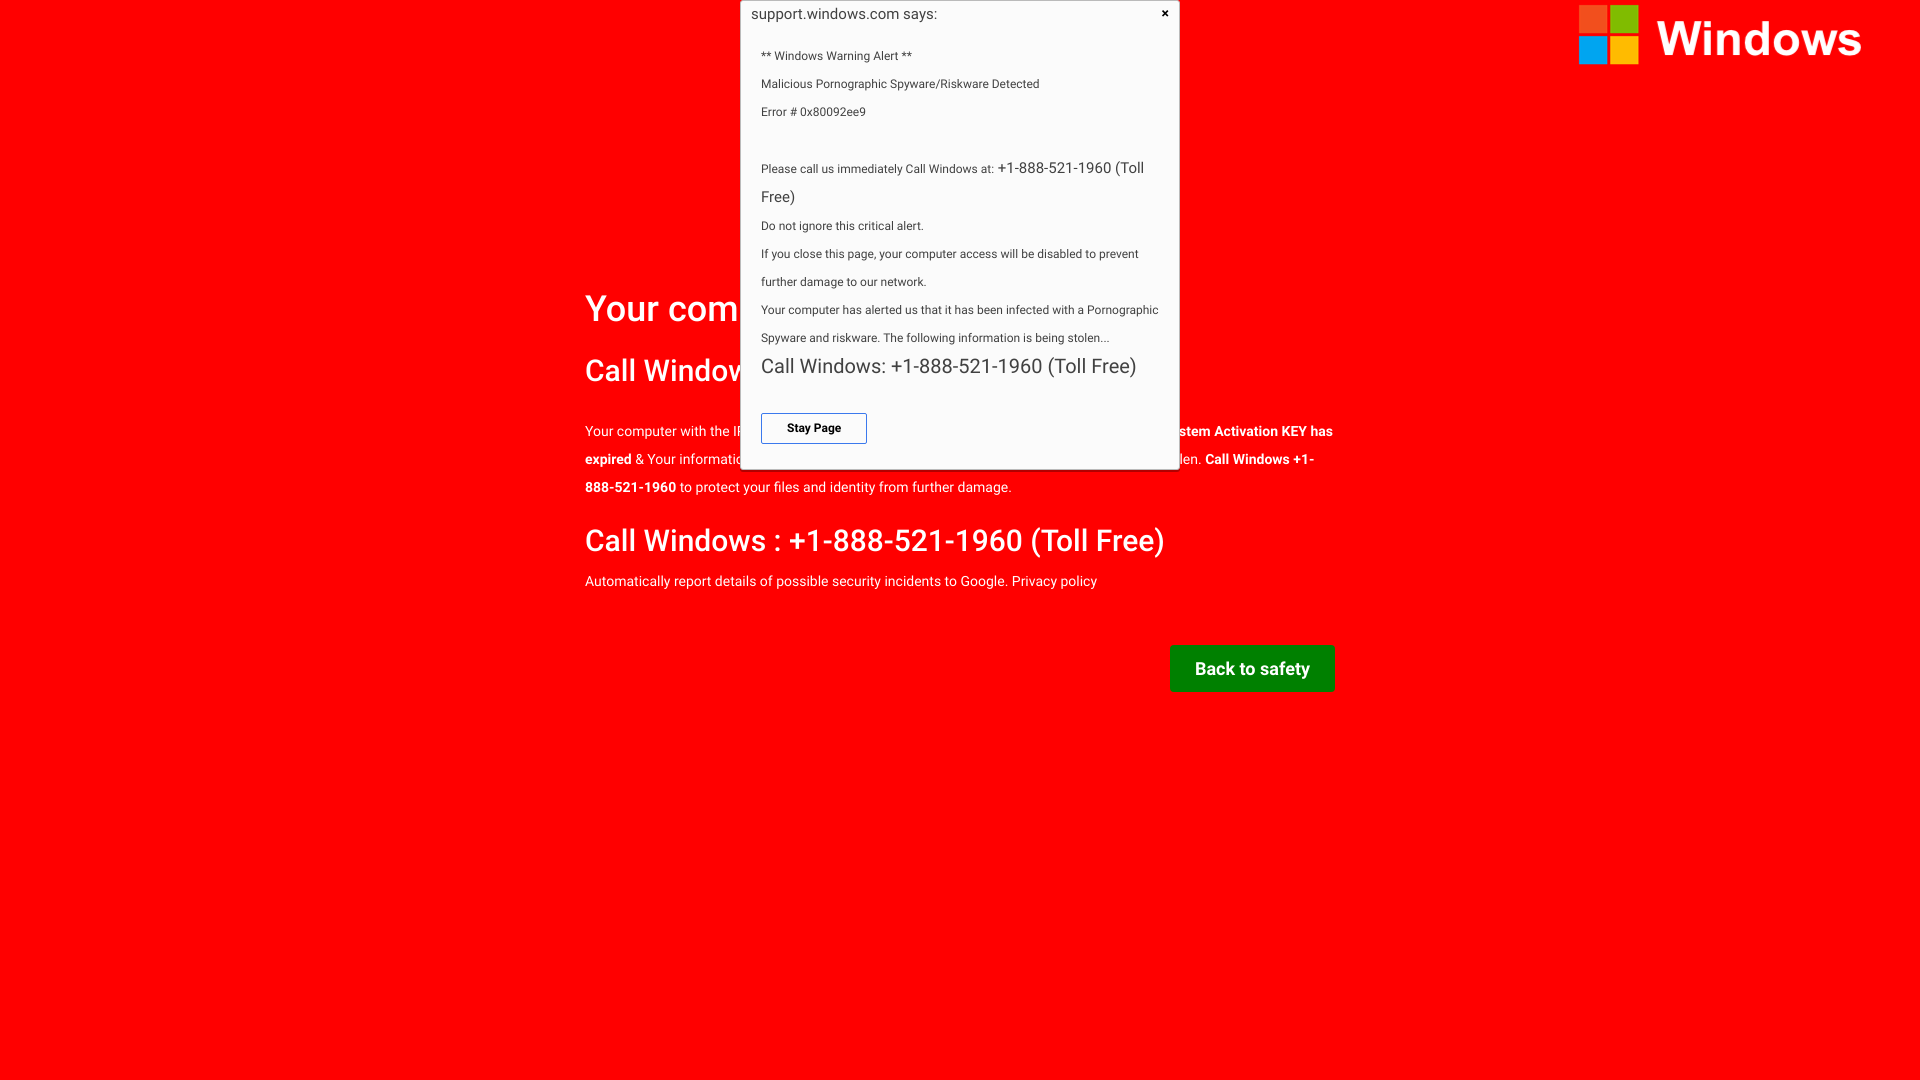 support.windows.com says:
×
Windows
** Windows Warning Alert **
Malicious Pornographic Spyware/Riskware Detected
Error # 0x80092ee9
Please call us immediately Call Windows at: +1-888-521-1960 (Toll
Free)
Do not ignore this critical alert.
If you close this page, your computer access will be disabled to prevent
further damage to our network.
Your computer has alerted us that it has been infected with a Pornographic
Spyware and riskware. The following information is being stolen...
Call Windows: +1-888-521-1960 (Toll Free)
Stay Page
Your com
Call Window
Your computer with the IP stem Activation KEY has
expired & Your informatio len. Call Windows +1-
888-521-1960 to protect your files and identity from further damage.
Call Windows : +1-888-521-1960 (Toll Free)
Automatically report details of possible security incidents to Google. Privacy policy
Back to safety